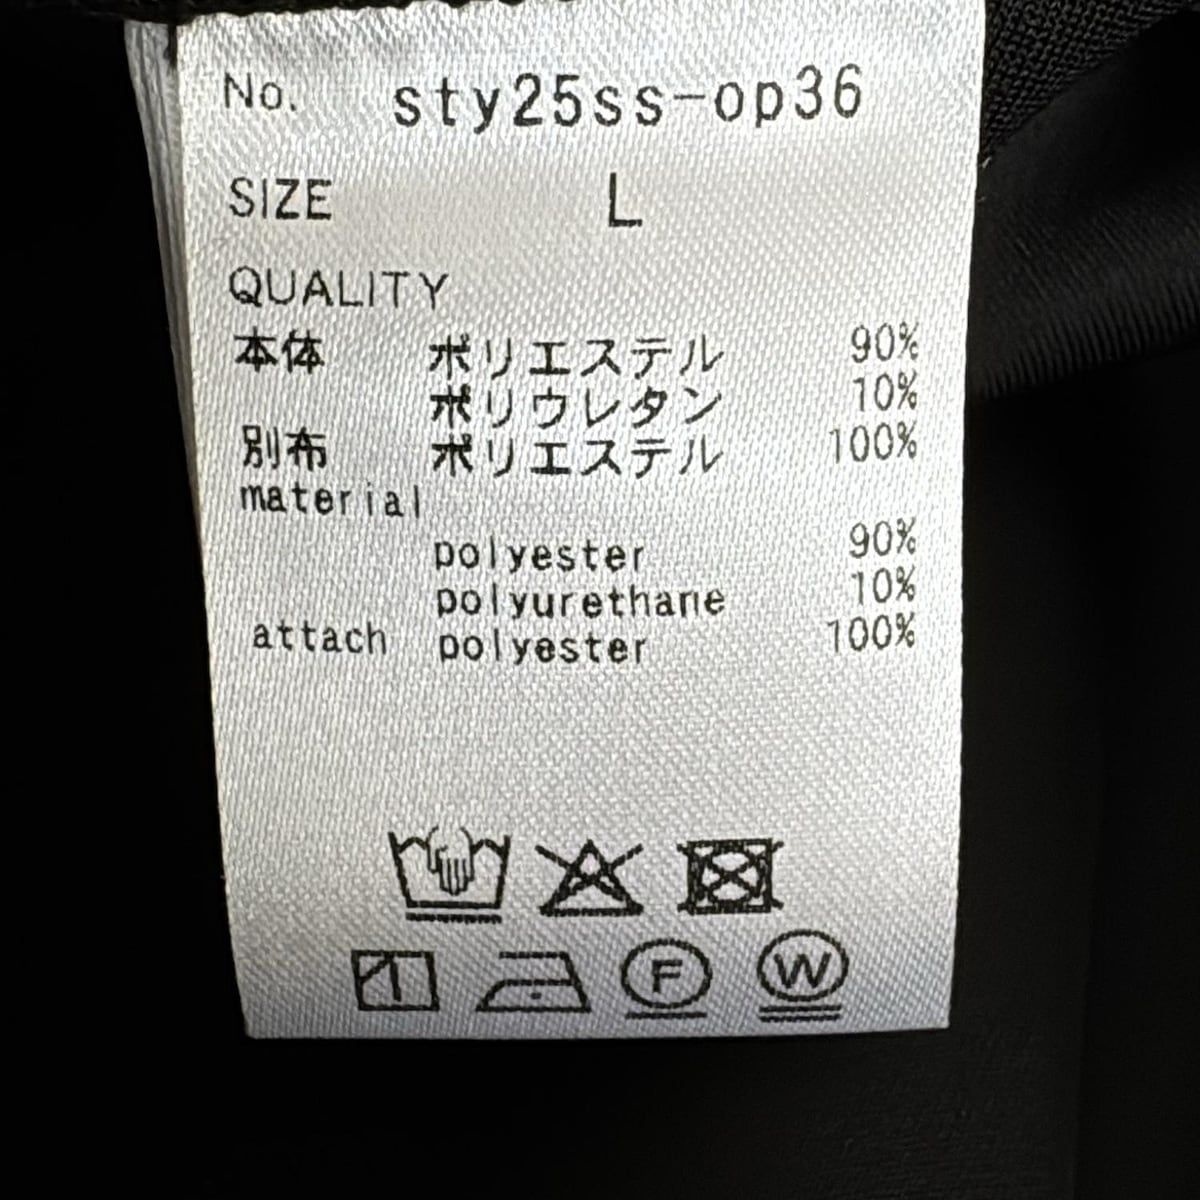 No. sty25ss-op36
SIZE L
QUALITY
本体 ポリエステル 90%
ポリウレタン 10%
別布 ポリエステル 100%
material
polyester 90%
polyurethane 10%
attach polyester 100%
F W